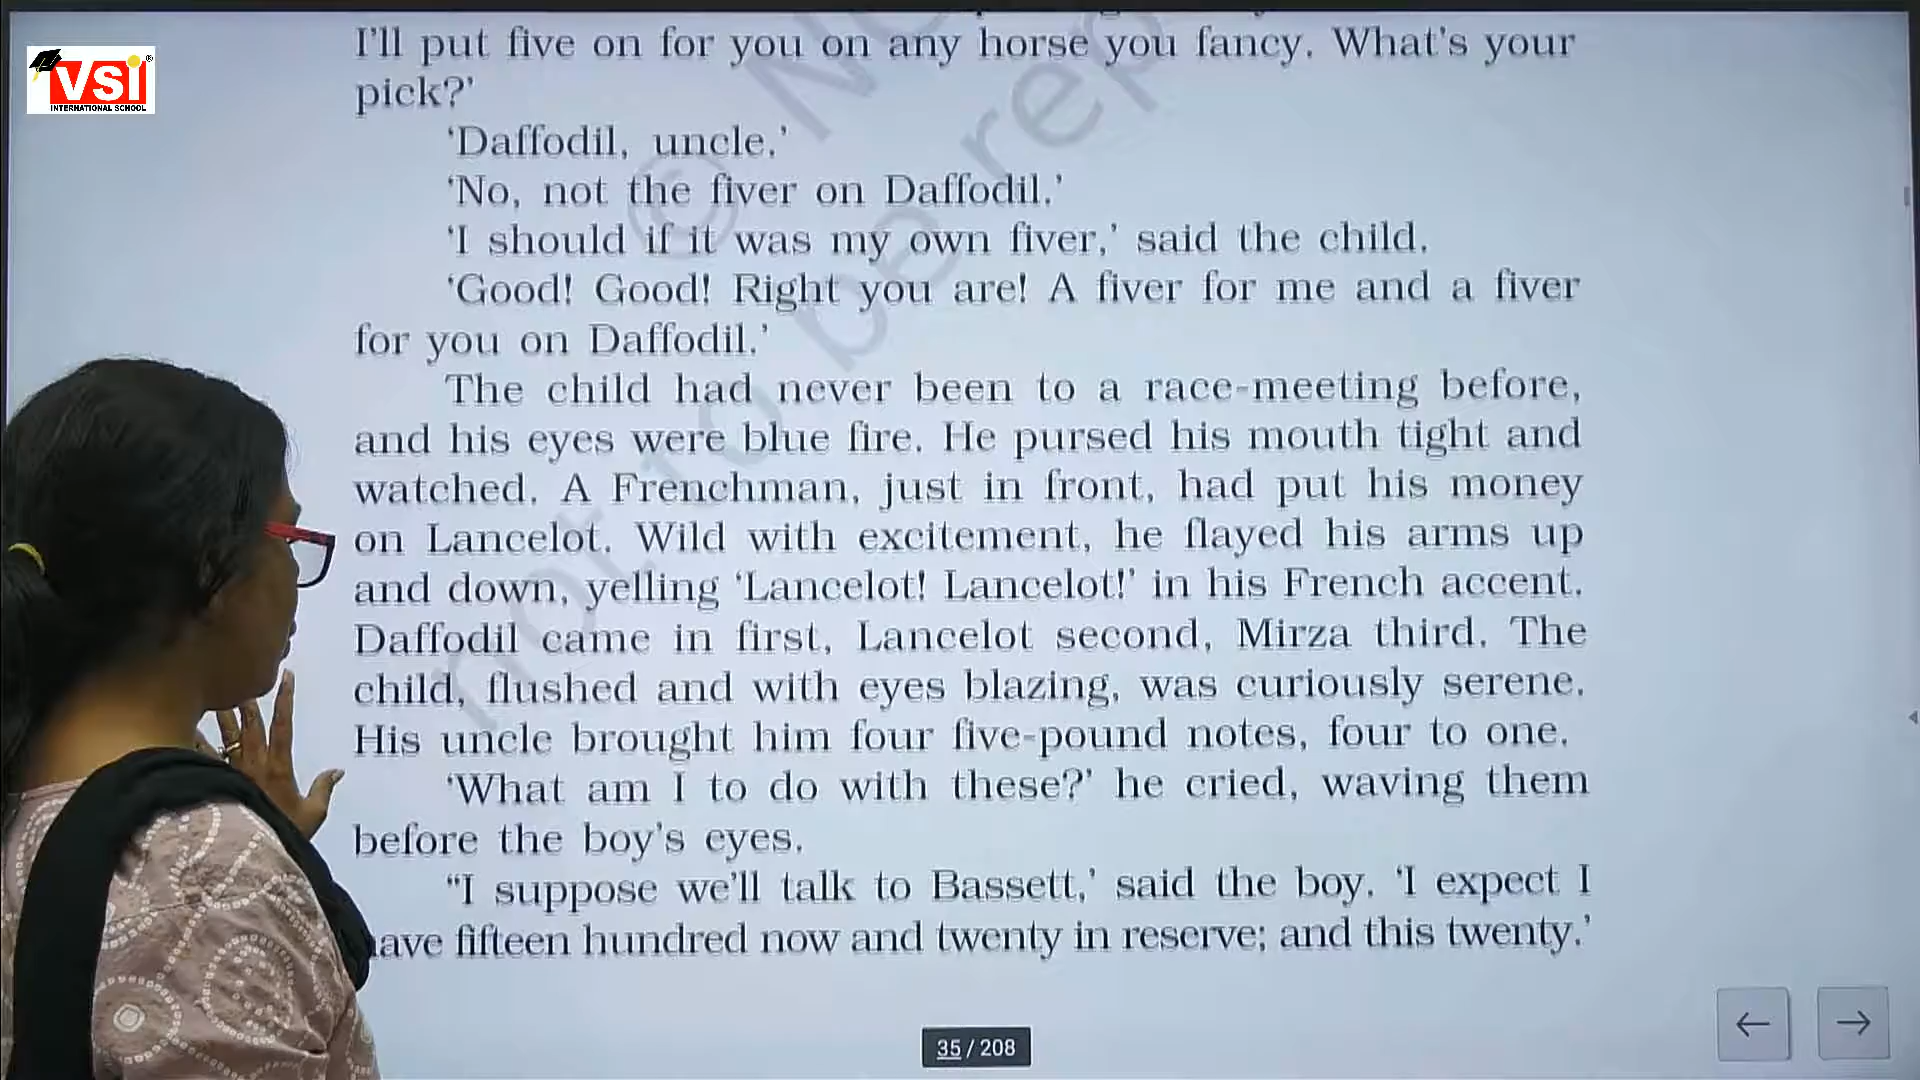 I'll put five on for you on any horse you fancy. What's your
pick?'
'Daffodil, uncle.'
'No, not the fiver on Daffodil.'
'I should if it was my own fiver,' said the child.
'Good! Good! Right you are! A fiver for me and a fiver
for you on Daffodil.'
The child had never been to a race-meeting before,
and his eyes were blue fire. He pursed his mouth tight and
watched. A Frenchman, just in front, had put his money
on Lancelot. Wild with excitement, he flayed his arms up
and down, yelling 'Lancelot! Lancelot!' in his French accent.
Daffodil came in first, Lancelot second, Mirza third. The
child, flushed and with eyes blazing, was curiously serene.
His uncle brought him four five-pound notes, four to one.
'What am I to do with these?' he cried, waving them
before the boy's eyes.
"I suppose we'll talk to Bassett,' said the boy. 'I expect I
have fifteen hundred now and twenty in reserve; and this twenty.'
35 / 208
VSI
INTERNATIONAL SCHOOL
not to be rep